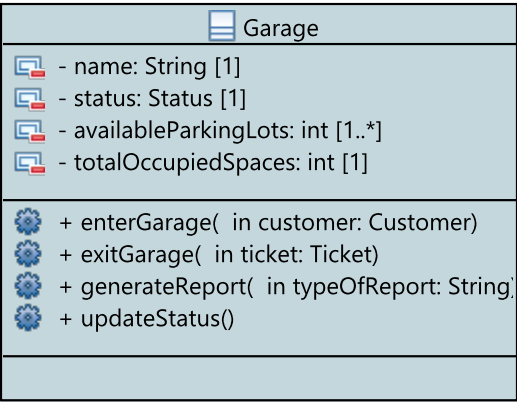 Garage
- name: String [1]
- status: Status [1]
- availableParkingLots: int [1..*]
- totalOccupiedSpaces: int [1]
+ enterGarage(  in customer: Customer)
+ exitGarage(  in ticket: Ticket)
+ generateReport(  in typeOfReport: String)
+ updateStatus()